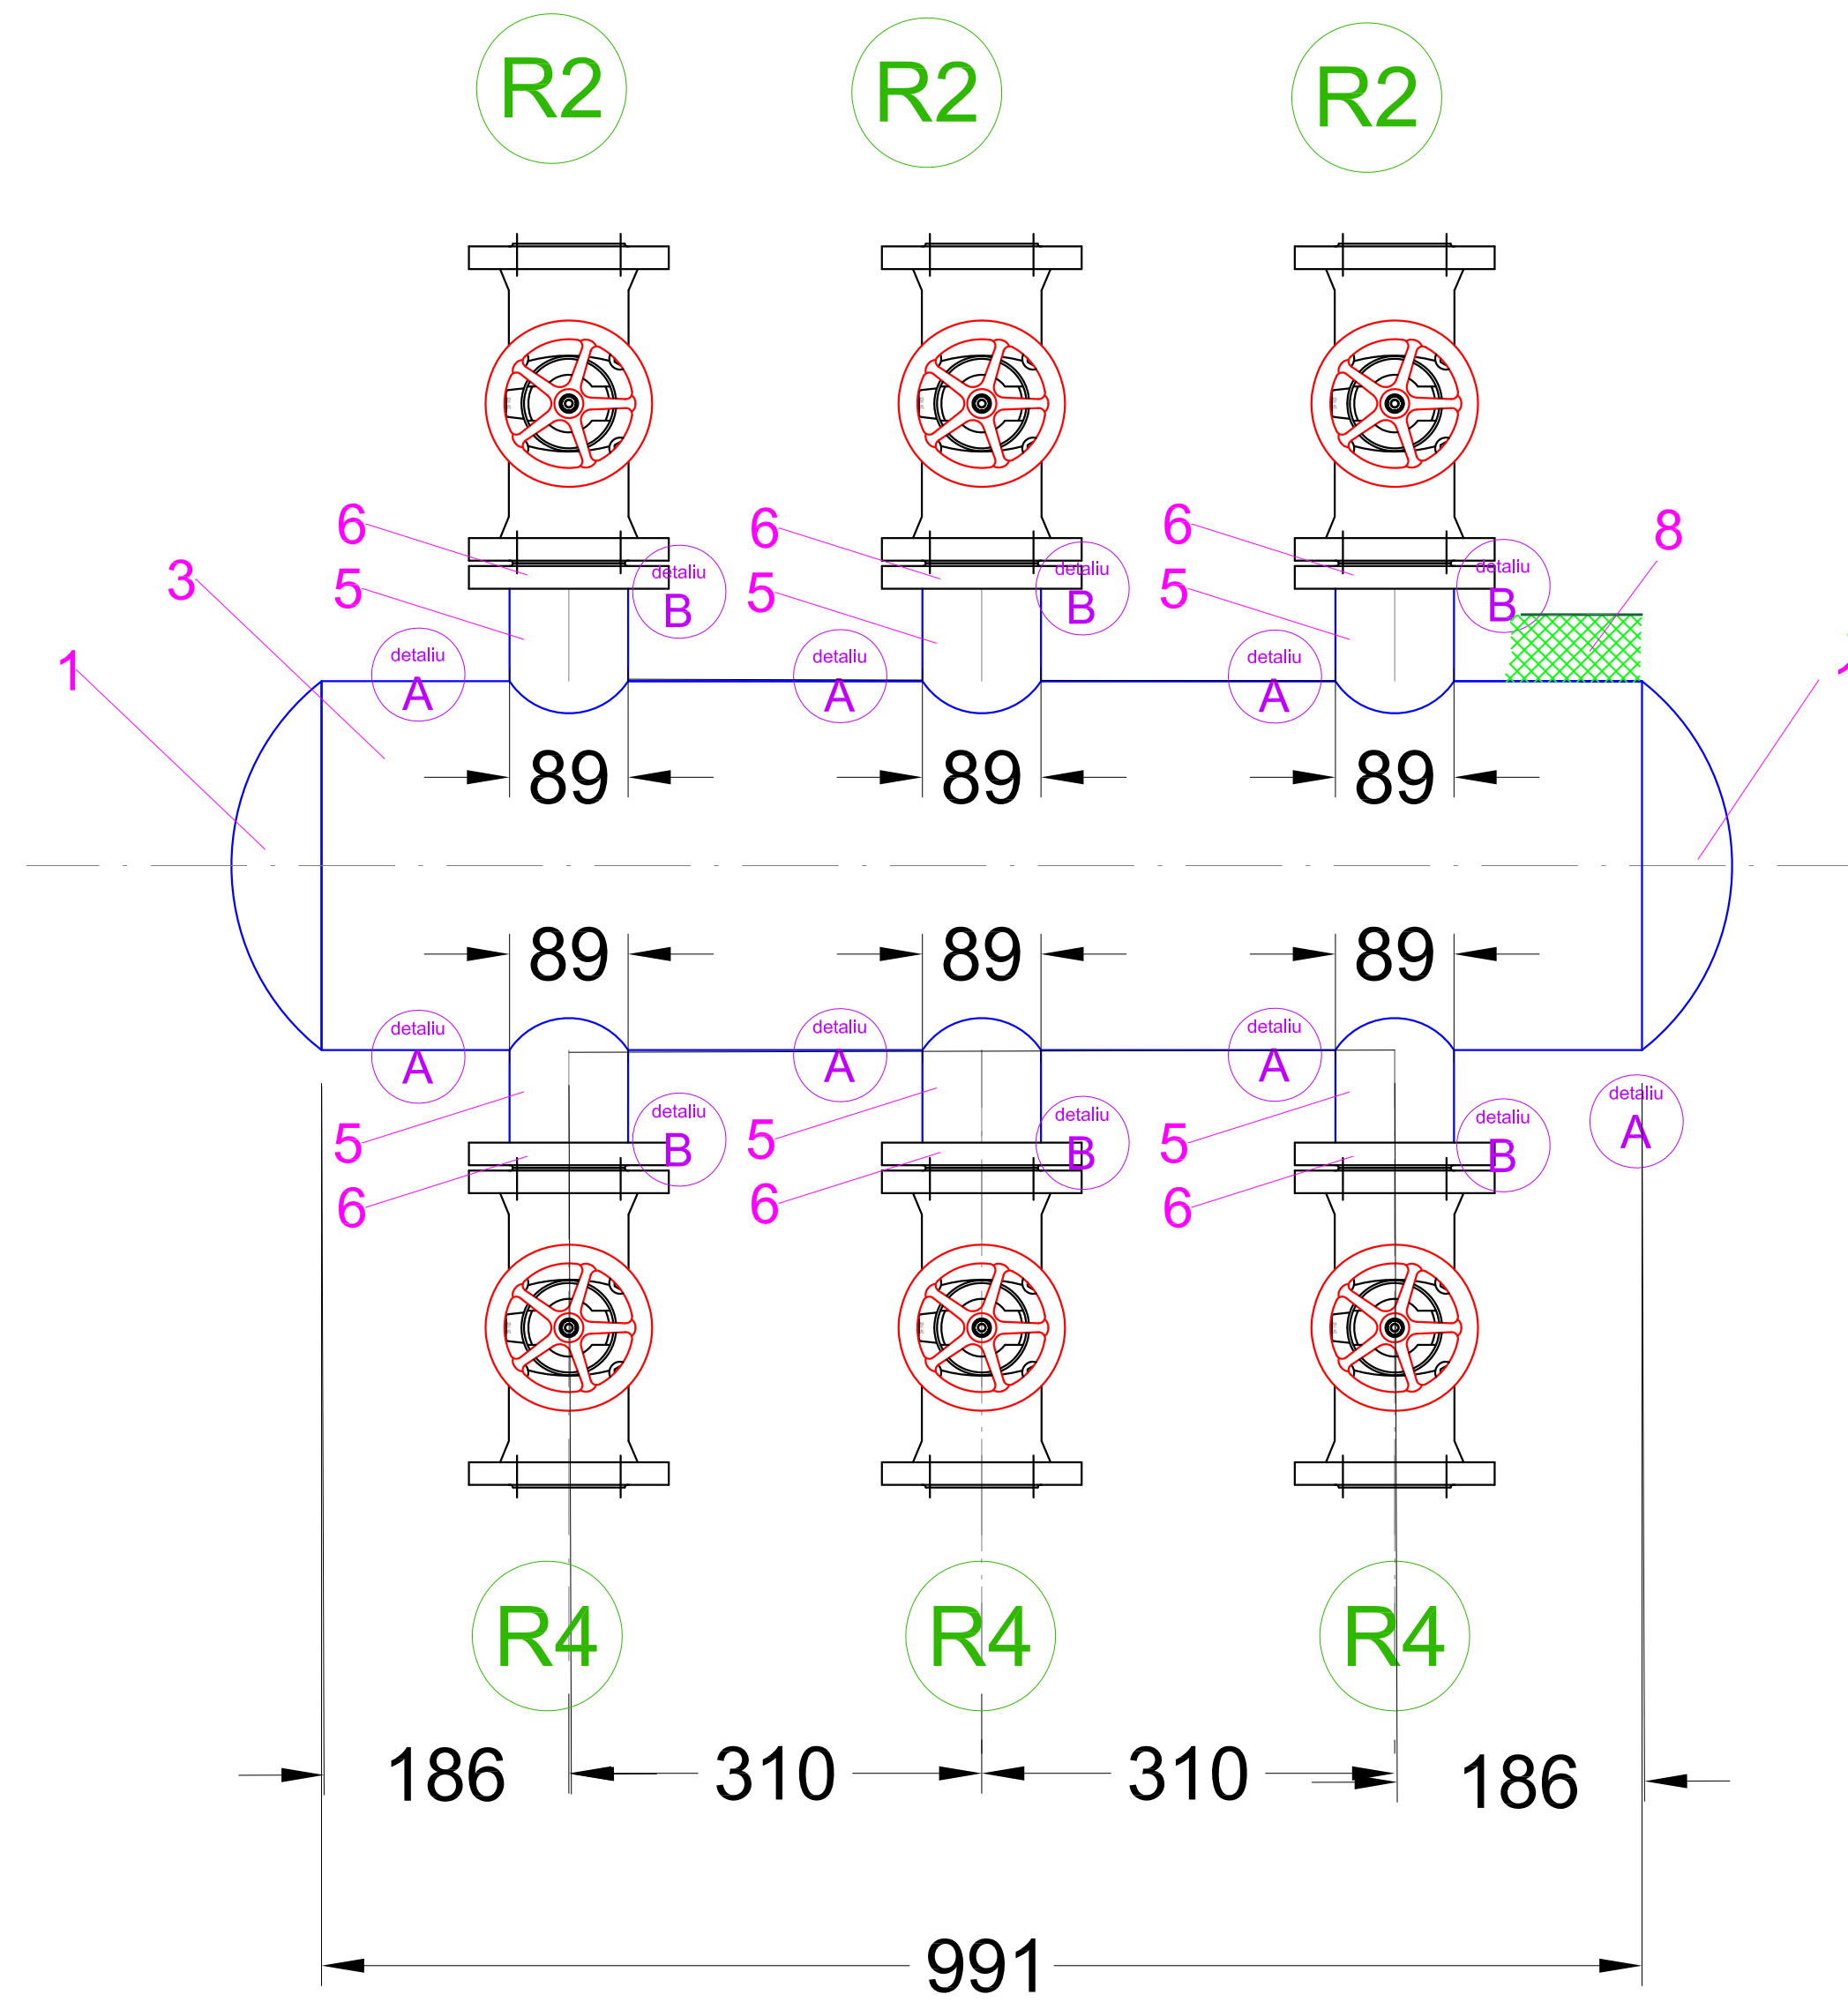 R2 R2 R2
6 6 6 8
3 5 detaliu B 5 detaliu B 5 detaliu B
1 detaliu A detaliu A detaliu A
89 89 89
89 89 89
detaliu A detaliu A detaliu A
5 detaliu B 5 detaliu B 5 detaliu B detaliu A
6 6 6
R4 R4 R4
186 310 310 186
991